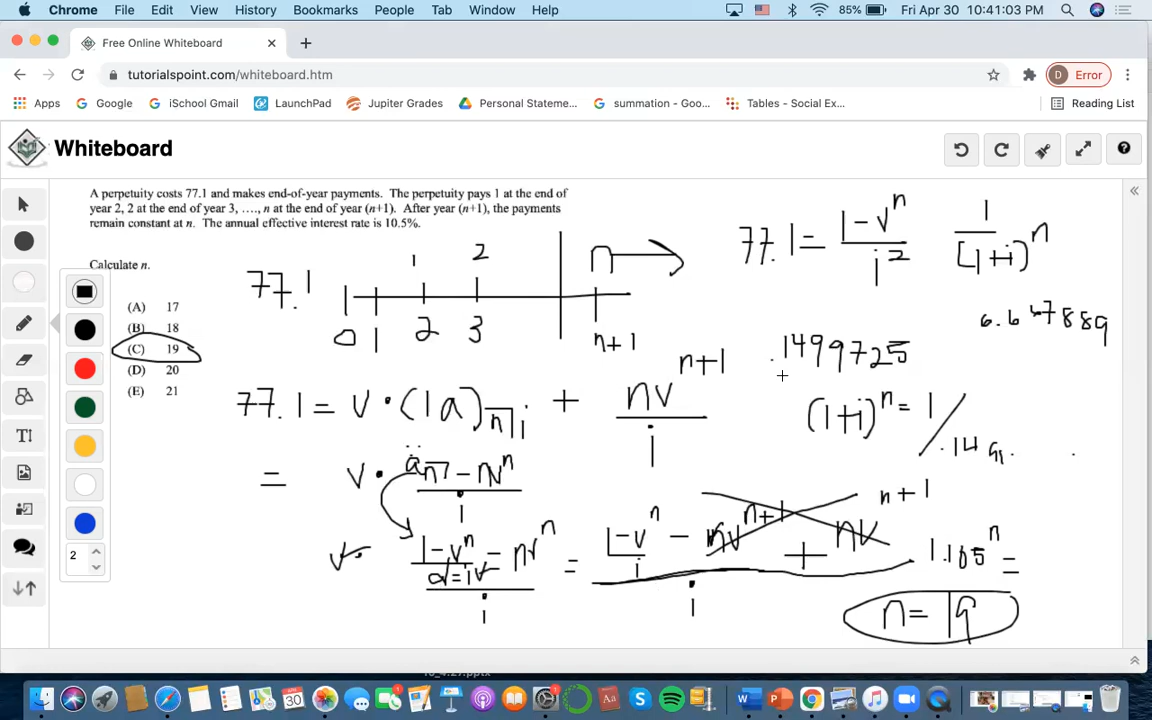 Chrome File Edit View History Bookmarks People Tab Window Help 85% Fri Apr 30 10:41:03 PM
Free Online Whiteboard
tutorialspoint.com/whiteboard.htm D Error
Apps Google iSchool Gmail LaunchPad Jupiter Grades Personal Stateme... summation - Goo... Tables - Social Ex... Reading List
Whiteboard
A perpetuity costs 77.1 and makes end-of-year payments. The perpetuity pays 1 at the end of
year 2, 2 at the end of year 3, …., n at the end of year (n+1). After year (n+1), the payments
remain constant at n. The annual effective interest rate is 10.5%.
Calculate n.
(A) 17
(B) 18
(C) 19
(D) 20
(E) 21
77.1 1 2 n
0 1 2 3 n+1
77.1 = (1-v^n)/i^2 1/(1+i)^n
.1499725
77.1 = v·(Ia)n i + nv^(n+1)/i
(1+i)^n = 1/.149
= v · (än - nv^n)/i
v · ((1-v^n)/(d=iv) - nv^n)/i = ((1-v^n)/i - nv^(n+1) + nv^(n+1))/i
1.105^n =
n = 19
2